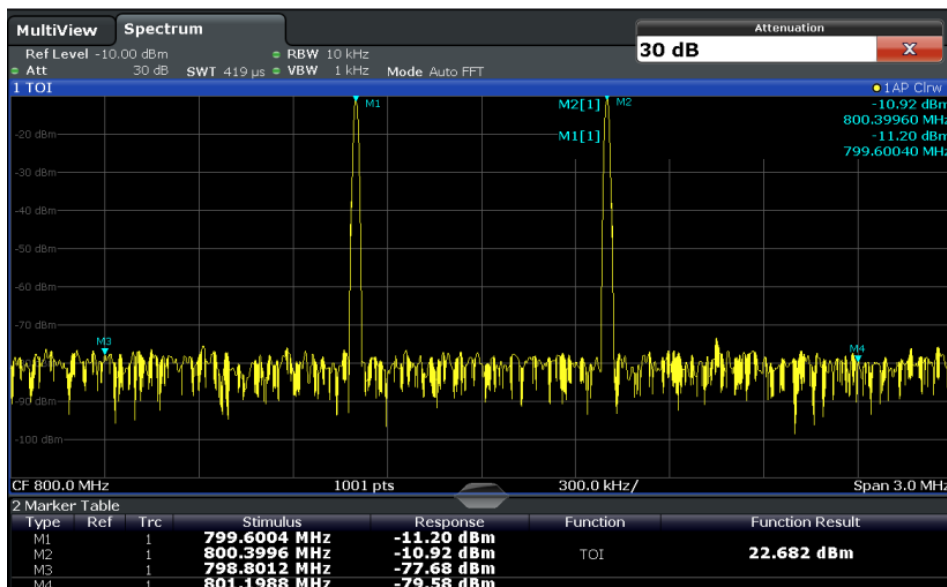 MultiView Spectrum
Attenuation
30 dB X
Ref Level -10.00 dBm RBW 10 kHz
Att 30 dB SWT 419 µs VBW 1 kHz Mode Auto FFT
1 TOI 1AP Clrw
M1 M2[1] M2 -10.92 dBm
800.39960 MHz
-20 dBm M1[1] -11.20 dBm
799.60040 MHz
-30 dBm
-40 dBm
-50 dBm
-60 dBm
-70 dBm
M3 M4
-90 dBm
-100 dBm
CF 800.0 MHz 1001 pts 300.0 kHz/ Span 3.0 MHz
2 Marker Table
Type Ref Trc Stimulus Response Function Function Result
M1 1 799.6004 MHz -11.20 dBm
M2 1 800.3996 MHz -10.92 dBm TOI 22.682 dBm
M3 1 798.8012 MHz -77.68 dBm
M4 1 801.1988 MHz -79.58 dBm